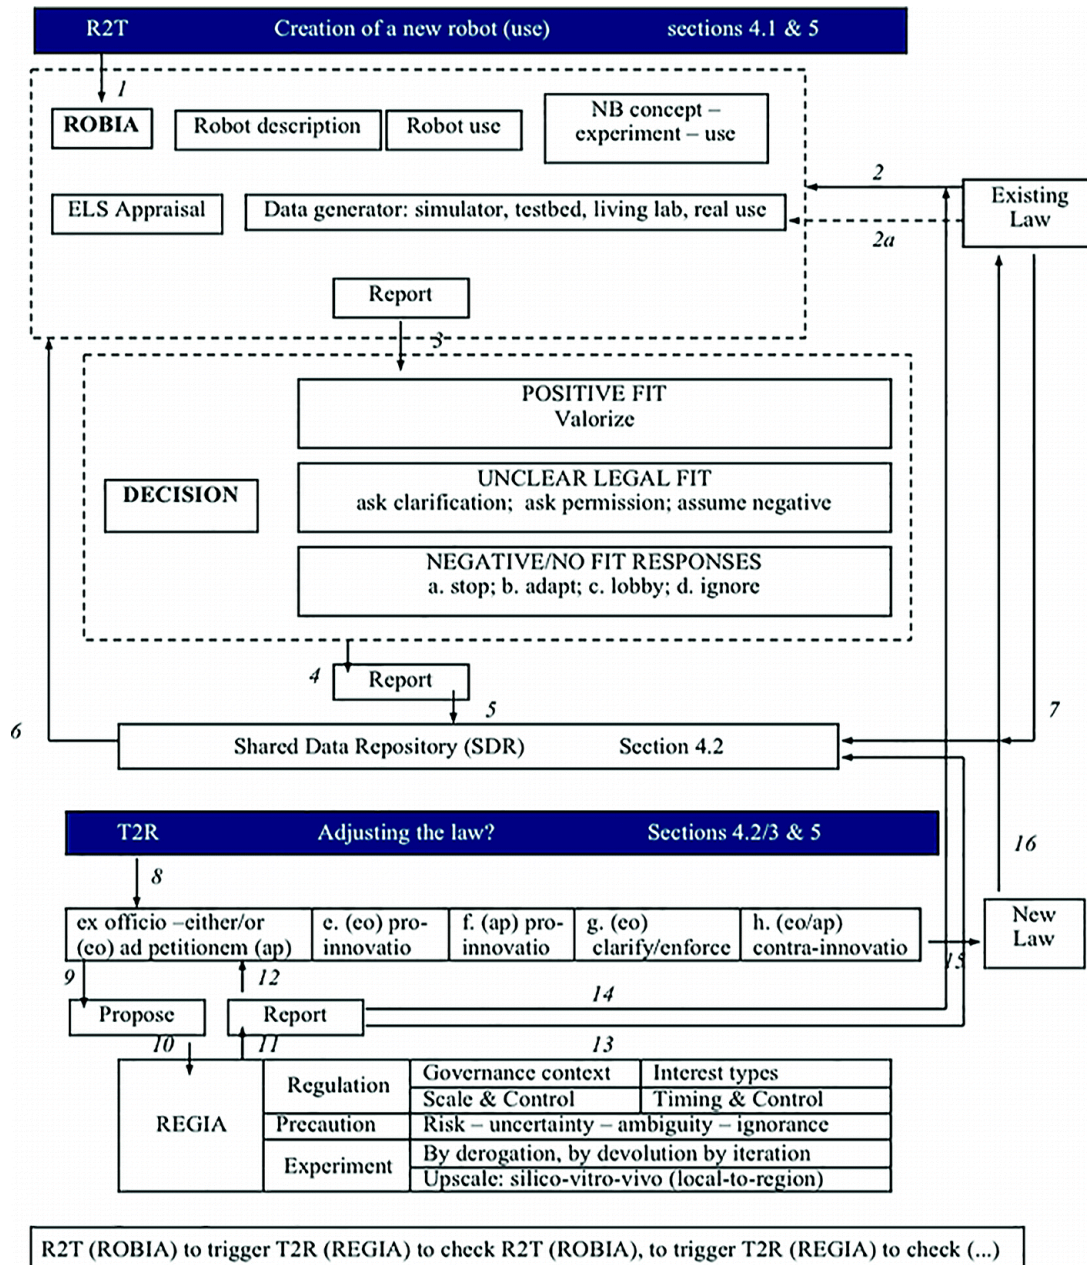 R2T Creation of a new robot (use) sections 4.1 & 5
1
ROBIA Robot description Robot use NB concept –
experiment – use
2
Existing
Law
ELS Appraisal Data generator: simulator, testbed, living lab, real use
2a
Report
3
POSITIVE FIT
Valorize
DECISION
UNCLEAR LEGAL FIT
ask clarification; ask permission; assume negative
NEGATIVE/NO FIT RESPONSES
a. stop; b. adapt; c. lobby; d. ignore
4
Report
5
6
7
Shared Data Repository (SDR) Section 4.2
T2R Adjusting the law? Sections 4.2/3 & 5
16
8
ex officio –either/or
(eo) ad petitionem (ap)
e. (eo) pro-
innovatio
f. (ap) pro-
innovatio
g. (eo)
clarify/enforce
h. (eo/ap)
contra-innovatio
New
Law
15
9
12
14
Propose
Report
10
11
13
REGIA
Regulation
Governance context Interest types
Scale & Control Timing & Control
Precaution Risk – uncertainty – ambiguity – ignorance
Experiment
By derogation, by devolution by iteration
Upscale: silico-vitro-vivo (local-to-region)
R2T (ROBIA) to trigger T2R (REGIA) to check R2T (ROBIA), to trigger T2R (REGIA) to check (...)